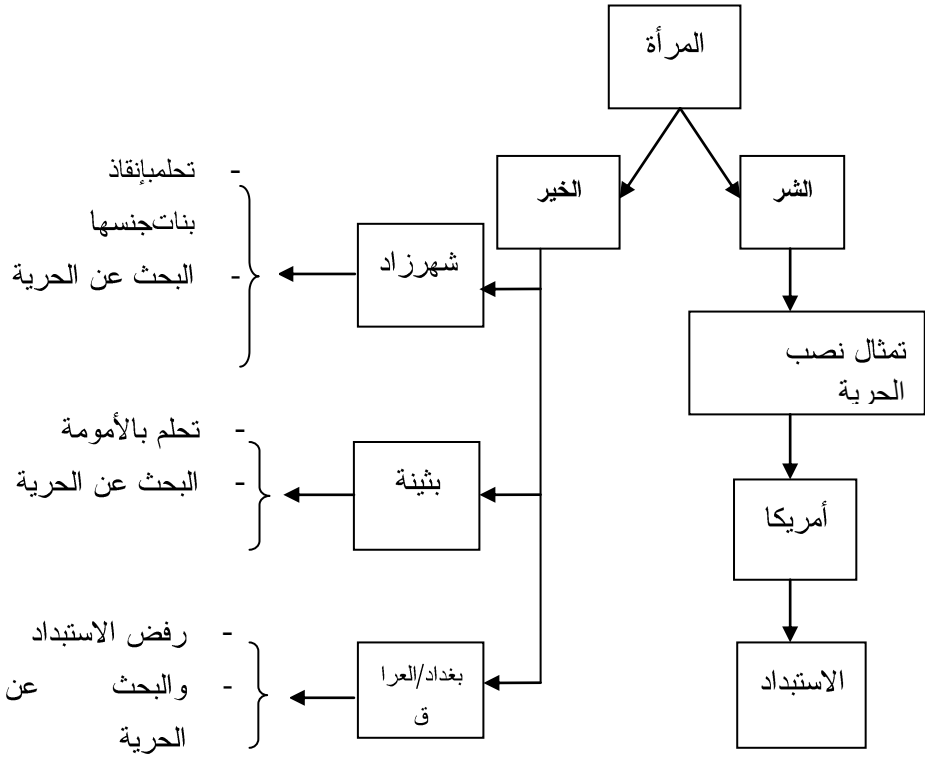 المرأة
الشر
الخير
تمثال نصب
الحرية
أمريكا
الاستبداد
شهرزاد
- تحلمبإنقاذ
بناتجنسها
- البحث عن الحرية
بثينة
- تحلم بالأمومة
- البحث عن الحرية
بغداد/العرا
ق
- رفض الاستبداد
- والبحث عن
الحرية